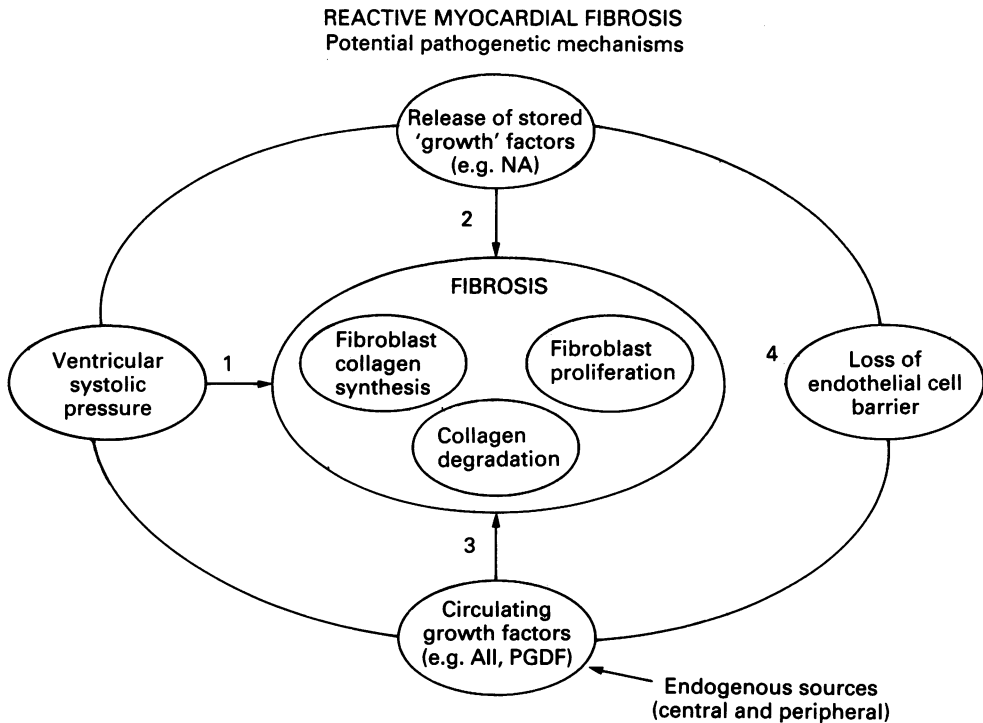 REACTIVE MYOCARDIAL FIBROSIS
Potential pathogenetic mechanisms
Release of stored
'growth' factors
(e.g. NA)
2
FIBROSIS
Fibroblast
collagen
synthesis
Fibroblast
proliferation
Collagen
degradation
Ventricular
systolic
pressure
1
4
Loss of
endothelial cell
barrier
3
Circulating
growth factors
(e.g. AII, PGDF)
Endogenous sources
(central and peripheral)